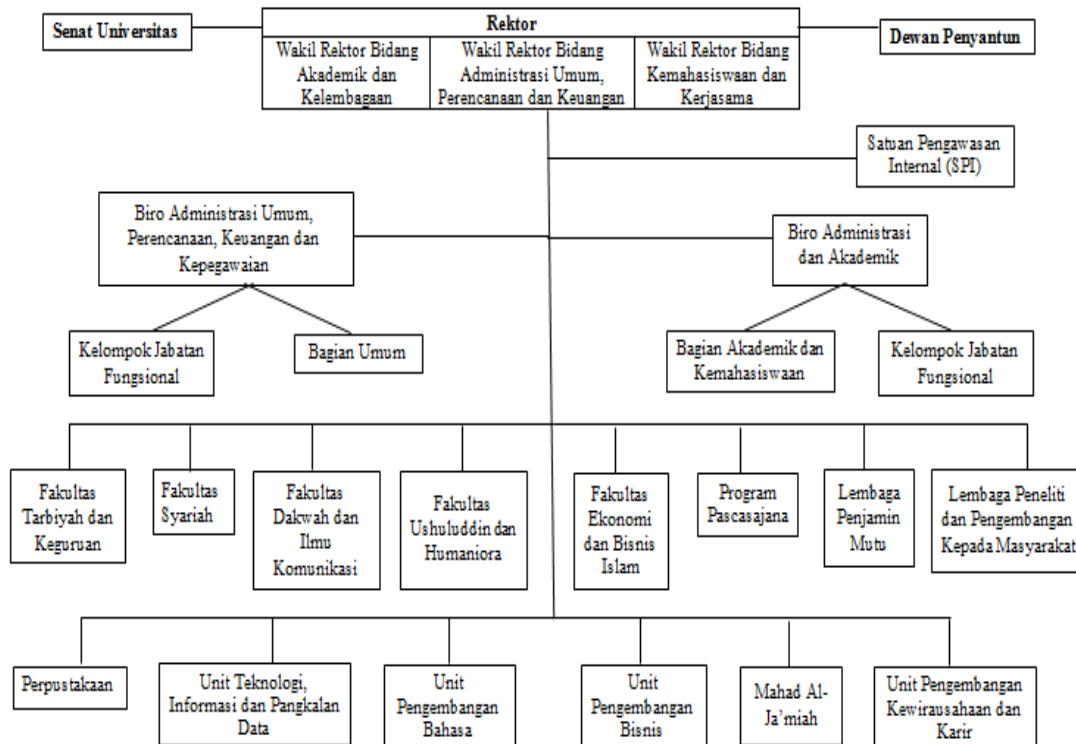 Senat Universitas
Rektor
Dewan Penyantun
Wakil Rektor Bidang
Akademik dan
Kelembagaan
Wakil Rektor Bidang
Administrasi Umum,
Perencanaan dan Keuangan
Wakil Rektor Bidang
Kemahasiswaan dan
Kerjasama
Satuan Pengawasan
Internal (SPI)
Biro Administrasi Umum,
Perencanaan, Keuangan dan
Kepegawaian
Biro Administrasi
dan Akademik
Kelompok Jabatan
Fungsional
Bagian Umum
Bagian Akademik dan
Kemahasiswaan
Kelompok Jabatan
Fungsional
Fakultas
Tarbiyah dan
Keguruan
Fakultas
Syariah
Fakultas
Dakwah dan
Ilmu
Komunikasi
Fakultas
Ushuluddin dan
Humaniora
Fakultas
Ekonomi
dan Bisnis
Islam
Program
Pascasajana
Lembaga
Penjamin
Mutu
Lembaga Peneliti
dan Pengembangan
Kepada Masyarakat
Perpustakaan
Unit Teknologi,
Informasi dan Pangkalan
Data
Unit
Pengembangan
Bahasa
Unit
Pengembangan
Bisnis
Mahad Al-
Ja’miah
Unit Pengembangan
Kewirausahaan dan
Karir